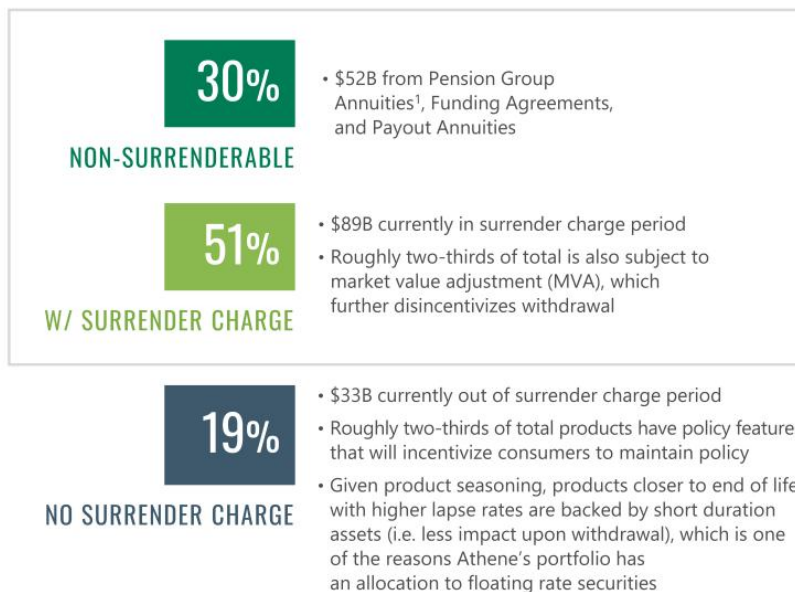 30%
NON-SURRENDERABLE
• $52B from Pension Group
Annuities¹, Funding Agreements,
and Payout Annuities
51%
W/ SURRENDER CHARGE
• $89B currently in surrender charge period
• Roughly two-thirds of total is also subject to
market value adjustment (MVA), which
further disincentivizes withdrawal
19%
NO SURRENDER CHARGE
• $33B currently out of surrender charge period
• Roughly two-thirds of total products have policy feature
that will incentivize consumers to maintain policy
• Given product seasoning, products closer to end of life
with higher lapse rates are backed by short duration
assets (i.e. less impact upon withdrawal), which is one
of the reasons Athene’s portfolio has
an allocation to floating rate securities